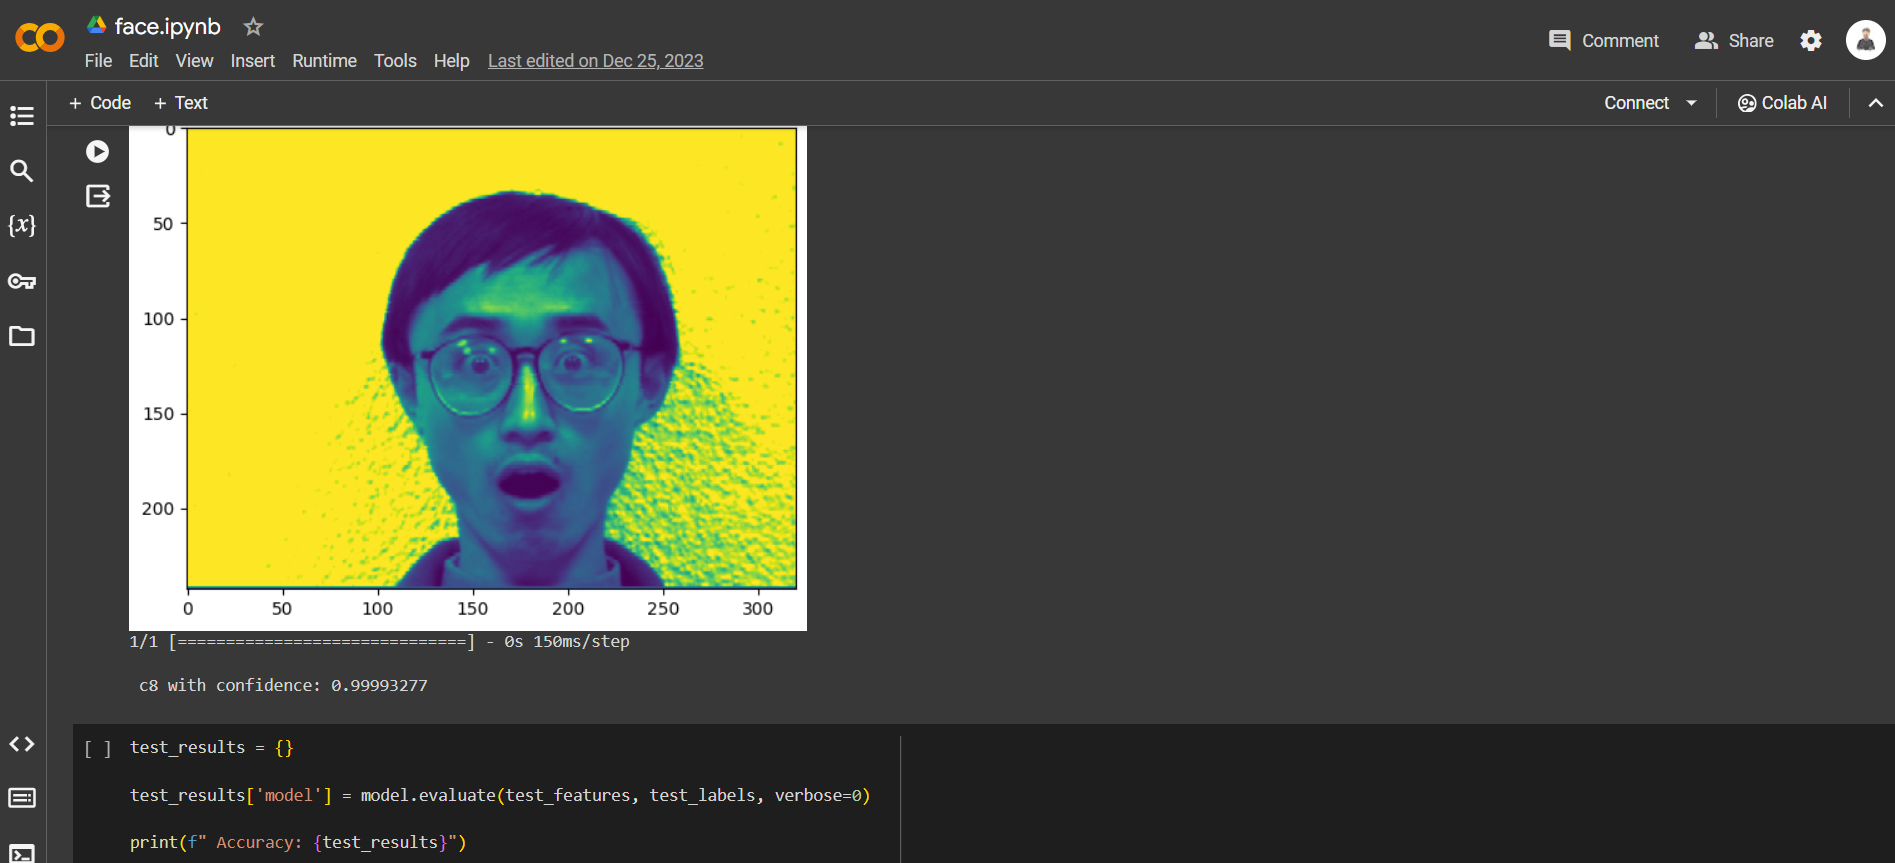 face.ipynb
Comment
Share
File Edit View Insert Runtime Tools Help Last edited on Dec 25, 2023
+ Code + Text
Connect
Colab AI
{x}
0
50
100
150
200
0 50 100 150 200 250 300
1/1 [==============================] - 0s 150ms/step
c8 with confidence: 0.99993277
[ ] test_results = {}
test_results['model'] = model.evaluate(test_features, test_labels, verbose=0)
print(f" Accuracy: {test_results}")